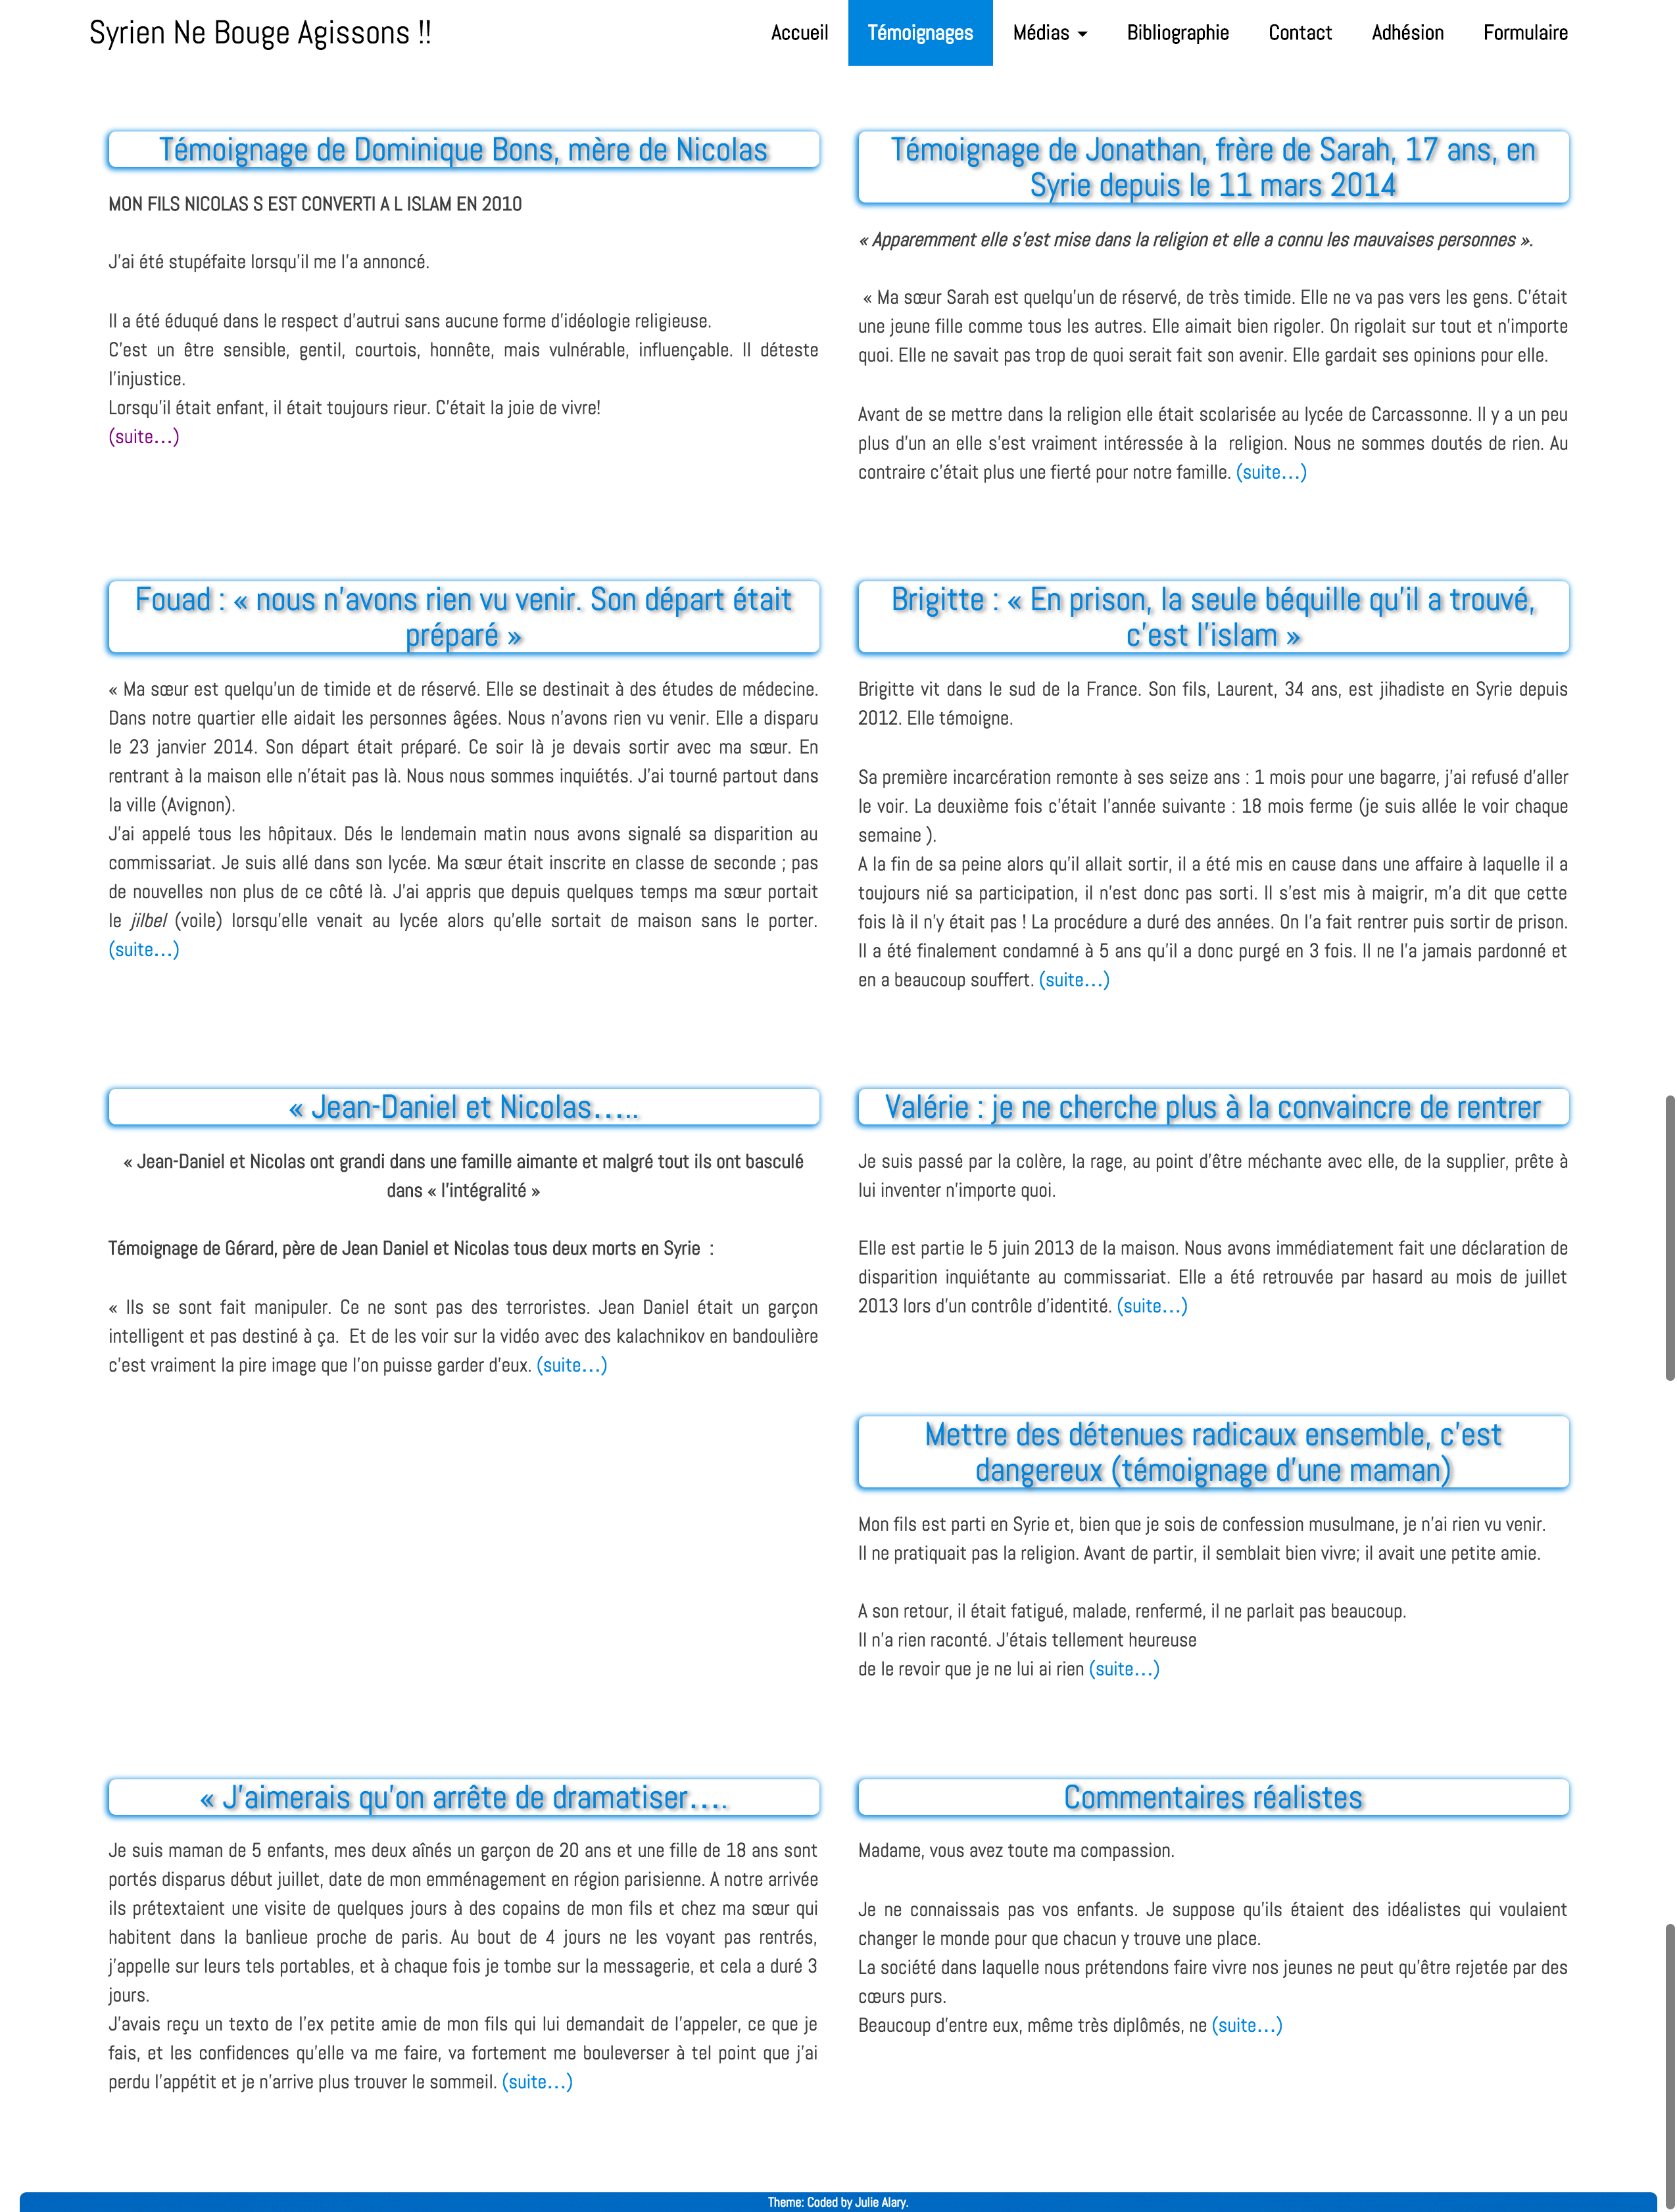 Syrien Ne Bouge Agissons !!
Accueil
Témoignages
Médias
Bibliographie
Contact
Adhésion
Formulaire
Témoignage de Dominique Bons, mère de Nicolas
MON FILS NICOLAS S EST CONVERTI A L ISLAM EN 2010
J'ai été stupéfaite lorsqu'il me l'a annoncé.
Il a été éduqué dans le respect d'autrui sans aucune forme d'idéologie religieuse.
C'est un être sensible, gentil, courtois, honnête, mais vulnérable, influençable. Il déteste
l'injustice.
Lorsqu'il était enfant, il était toujours rieur. C'était la joie de vivre!
(suite…)
Témoignage de Jonathan, frère de Sarah, 17 ans, en
Syrie depuis le 11 mars 2014
« Apparemment elle s'est mise dans la religion et elle a connu les mauvaises personnes ».
« Ma sœur Sarah est quelqu'un de réservé, de très timide. Elle ne va pas vers les gens. C'était
une jeune fille comme tous les autres. Elle aimait bien rigoler. On rigolait sur tout et n'importe
quoi. Elle ne savait pas trop de quoi serait fait son avenir. Elle gardait ses opinions pour elle.
Avant de se mettre dans la religion elle était scolarisée au lycée de Carcassonne. Il y a un peu
plus d'un an elle s'est vraiment intéressée à la religion. Nous ne sommes doutés de rien. Au
contraire c'était plus une fierté pour notre famille. (suite…)
Fouad : « nous n'avons rien vu venir. Son départ était
préparé »
« Ma sœur est quelqu'un de timide et de réservé. Elle se destinait à des études de médecine.
Dans notre quartier elle aidait les personnes âgées. Nous n'avons rien vu venir. Elle a disparu
le 23 janvier 2014. Son départ était préparé. Ce soir là je devais sortir avec ma sœur. En
rentrant à la maison elle n'était pas là. Nous nous sommes inquiétés. J'ai tourné partout dans
la ville (Avignon).
J'ai appelé tous les hôpitaux. Dés le lendemain matin nous avons signalé sa disparition au
commissariat. Je suis allé dans son lycée. Ma sœur était inscrite en classe de seconde ; pas
de nouvelles non plus de ce côté là. J'ai appris que depuis quelques temps ma sœur portait
le jilbel (voile) lorsqu'elle venait au lycée alors qu'elle sortait de maison sans le porter.
(suite…)
Brigitte : « En prison, la seule béquille qu'il a trouvé,
c'est l'islam »
Brigitte vit dans le sud de la France. Son fils, Laurent, 34 ans, est jihadiste en Syrie depuis
2012. Elle témoigne.
Sa première incarcération remonte à ses seize ans : 1 mois pour une bagarre, j'ai refusé d'aller
le voir. La deuxième fois c'était l'année suivante : 18 mois ferme (je suis allée le voir chaque
semaine ).
A la fin de sa peine alors qu'il allait sortir, il a été mis en cause dans une affaire à laquelle il a
toujours nié sa participation, il n'est donc pas sorti. Il s'est mis à maigrir, m'a dit que cette
fois là il n'y était pas ! La procédure a duré des années. On l'a fait rentrer puis sortir de prison.
Il a été finalement condamné à 5 ans qu'il a donc purgé en 3 fois. Il ne l'a jamais pardonné et
en a beaucoup souffert. (suite…)
« Jean-Daniel et Nicolas…..
« Jean-Daniel et Nicolas ont grandi dans une famille aimante et malgré tout ils ont basculé
dans « l'intégralité »
Témoignage de Gérard, père de Jean Daniel et Nicolas tous deux morts en Syrie :
« Ils se sont fait manipuler. Ce ne sont pas des terroristes. Jean Daniel était un garçon
intelligent et pas destiné à ça. Et de les voir sur la vidéo avec des kalachnikov en bandoulière
c'est vraiment la pire image que l'on puisse garder d'eux. (suite…)
Valérie : je ne cherche plus à la convaincre de rentrer
Je suis passé par la colère, la rage, au point d'être méchante avec elle, de la supplier, prête à
lui inventer n'importe quoi.
Elle est partie le 5 juin 2013 de la maison. Nous avons immédiatement fait une déclaration de
disparition inquiétante au commissariat. Elle a été retrouvée par hasard au mois de juillet
2013 lors d'un contrôle d'identité. (suite…)
Mettre des détenues radicaux ensemble, c'est
dangereux (témoignage d'une maman)
Mon fils est parti en Syrie et, bien que je sois de confession musulmane, je n'ai rien vu venir.
Il ne pratiquait pas la religion. Avant de partir, il semblait bien vivre; il avait une petite amie.
A son retour, il était fatigué, malade, renfermé, il ne parlait pas beaucoup.
Il n'a rien raconté. J'étais tellement heureuse
de le revoir que je ne lui ai rien (suite…)
« J'aimerais qu'on arrête de dramatiser….
Je suis maman de 5 enfants, mes deux aînés un garçon de 20 ans et une fille de 18 ans sont
portés disparus début juillet, date de mon emménagement en région parisienne. A notre arrivée
ils prétextaient une visite de quelques jours à des copains de mon fils et chez ma sœur qui
habitent dans la banlieue proche de paris. Au bout de 4 jours ne les voyant pas rentrés,
j'appelle sur leurs tels portables, et à chaque fois je tombe sur la messagerie, et cela a duré 3
jours.
J'avais reçu un texto de l'ex petite amie de mon fils qui lui demandait de l'appeler, ce que je
fais, et les confidences qu'elle va me faire, va fortement me bouleverser à tel point que j'ai
perdu l'appétit et je n'arrive plus trouver le sommeil. (suite…)
Commentaires réalistes
Madame, vous avez toute ma compassion.
Je ne connaissais pas vos enfants. Je suppose qu'ils étaient des idéalistes qui voulaient
changer le monde pour que chacun y trouve une place.
La société dans laquelle nous prétendons faire vivre nos jeunes ne peut qu'être rejetée par des
cœurs purs.
Beaucoup d'entre eux, même très diplômés, ne (suite…)
Theme: Coded by Julie Alary.